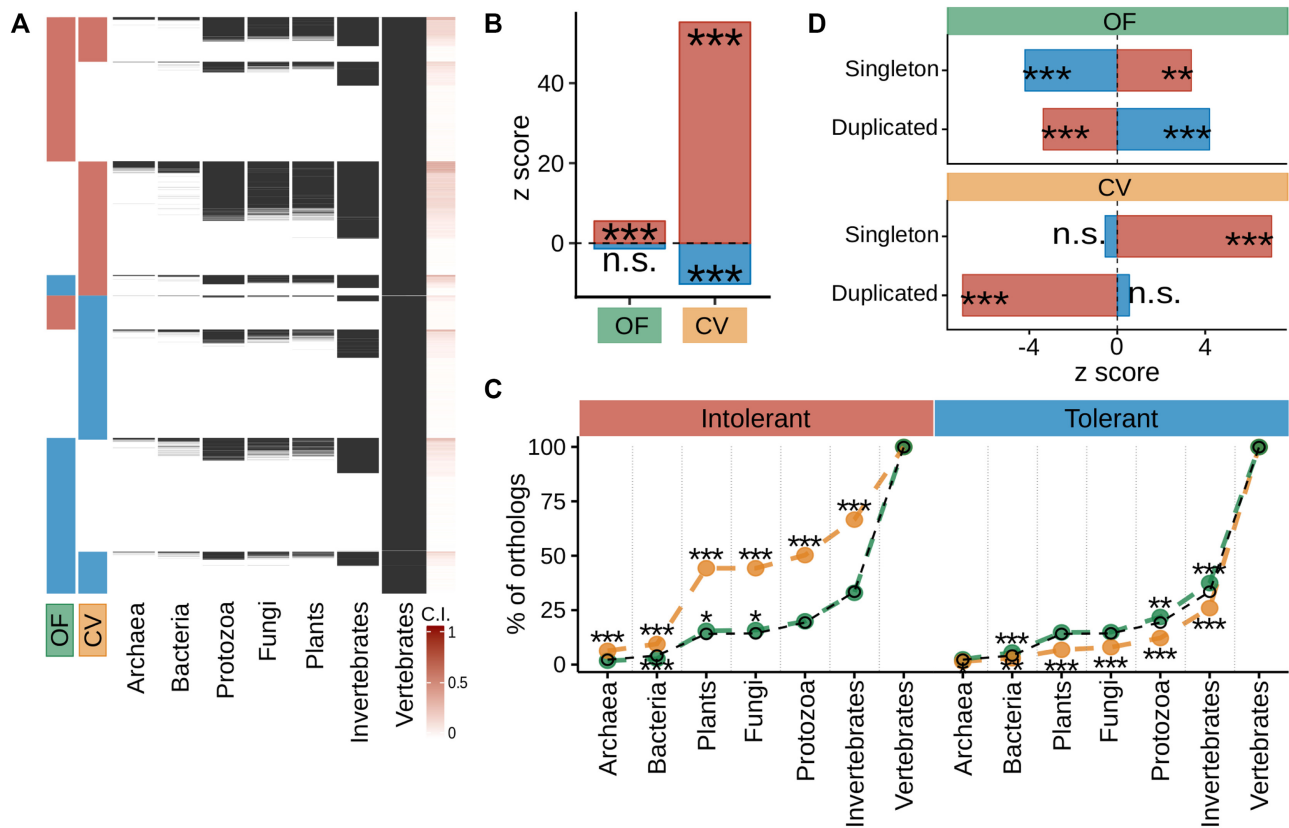 A
OF
CV
Archaea
Bacteria
Protozoa
Fungi
Plants
Invertebrates
Vertebrates
C.I.
1
0.5
0
B
z score
40
20
0
***
***
***
n.s.
OF
CV
D
OF
Singleton
***
**
Duplicated
***
***
CV
Singleton
n.s.
***
Duplicated
***
n.s.
-4
0
4
z score
C
Intolerant
Tolerant
% of orthologs
100
75
50
25
0
***
***
***
*
***
*
***
***
***
*
***
**
***
***
**
***
***
***
Archaea
Bacteria
Plants
Fungi
Protozoa
Invertebrates
Vertebrates
Archaea
Bacteria
Plants
Fungi
Protozoa
Invertebrates
Vertebrates